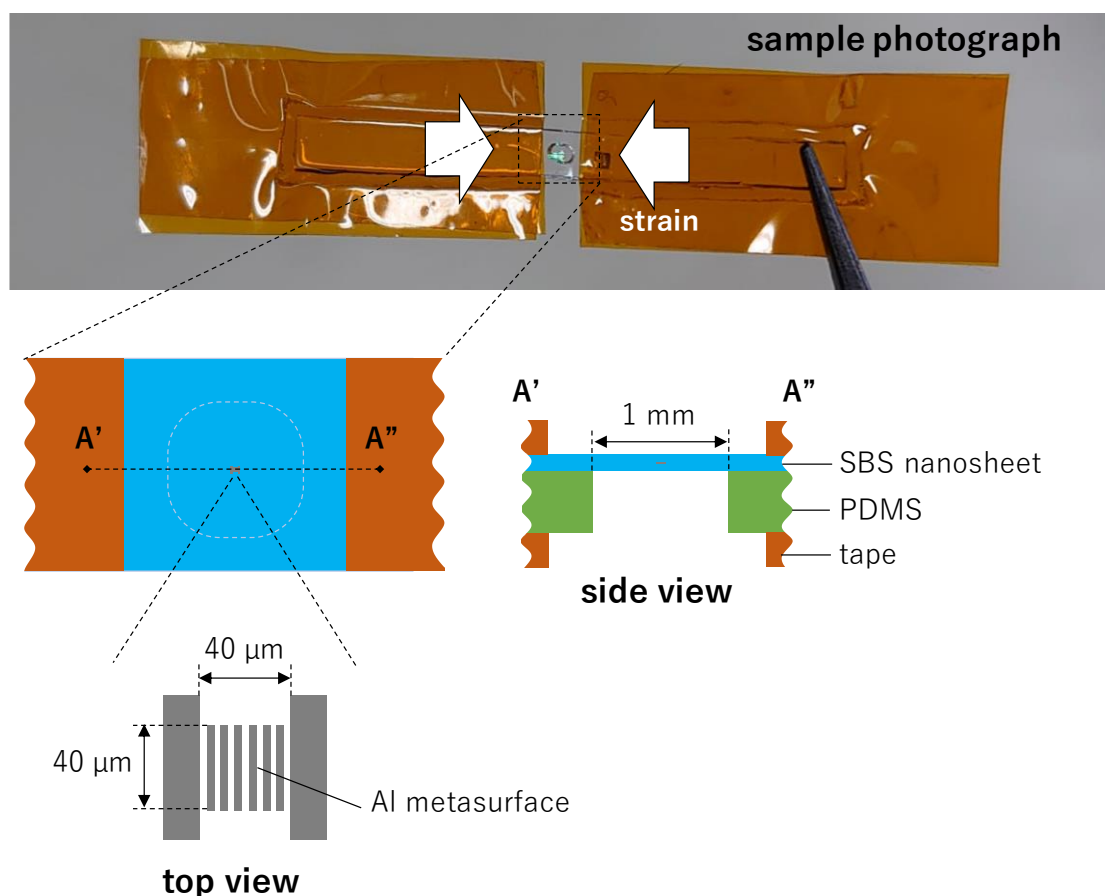 sample photograph
strain
A'
A”
A'
1 mm
A”
SBS nanosheet
PDMS
tape
side view
40 μm
40 μm
Al metasurface
top view